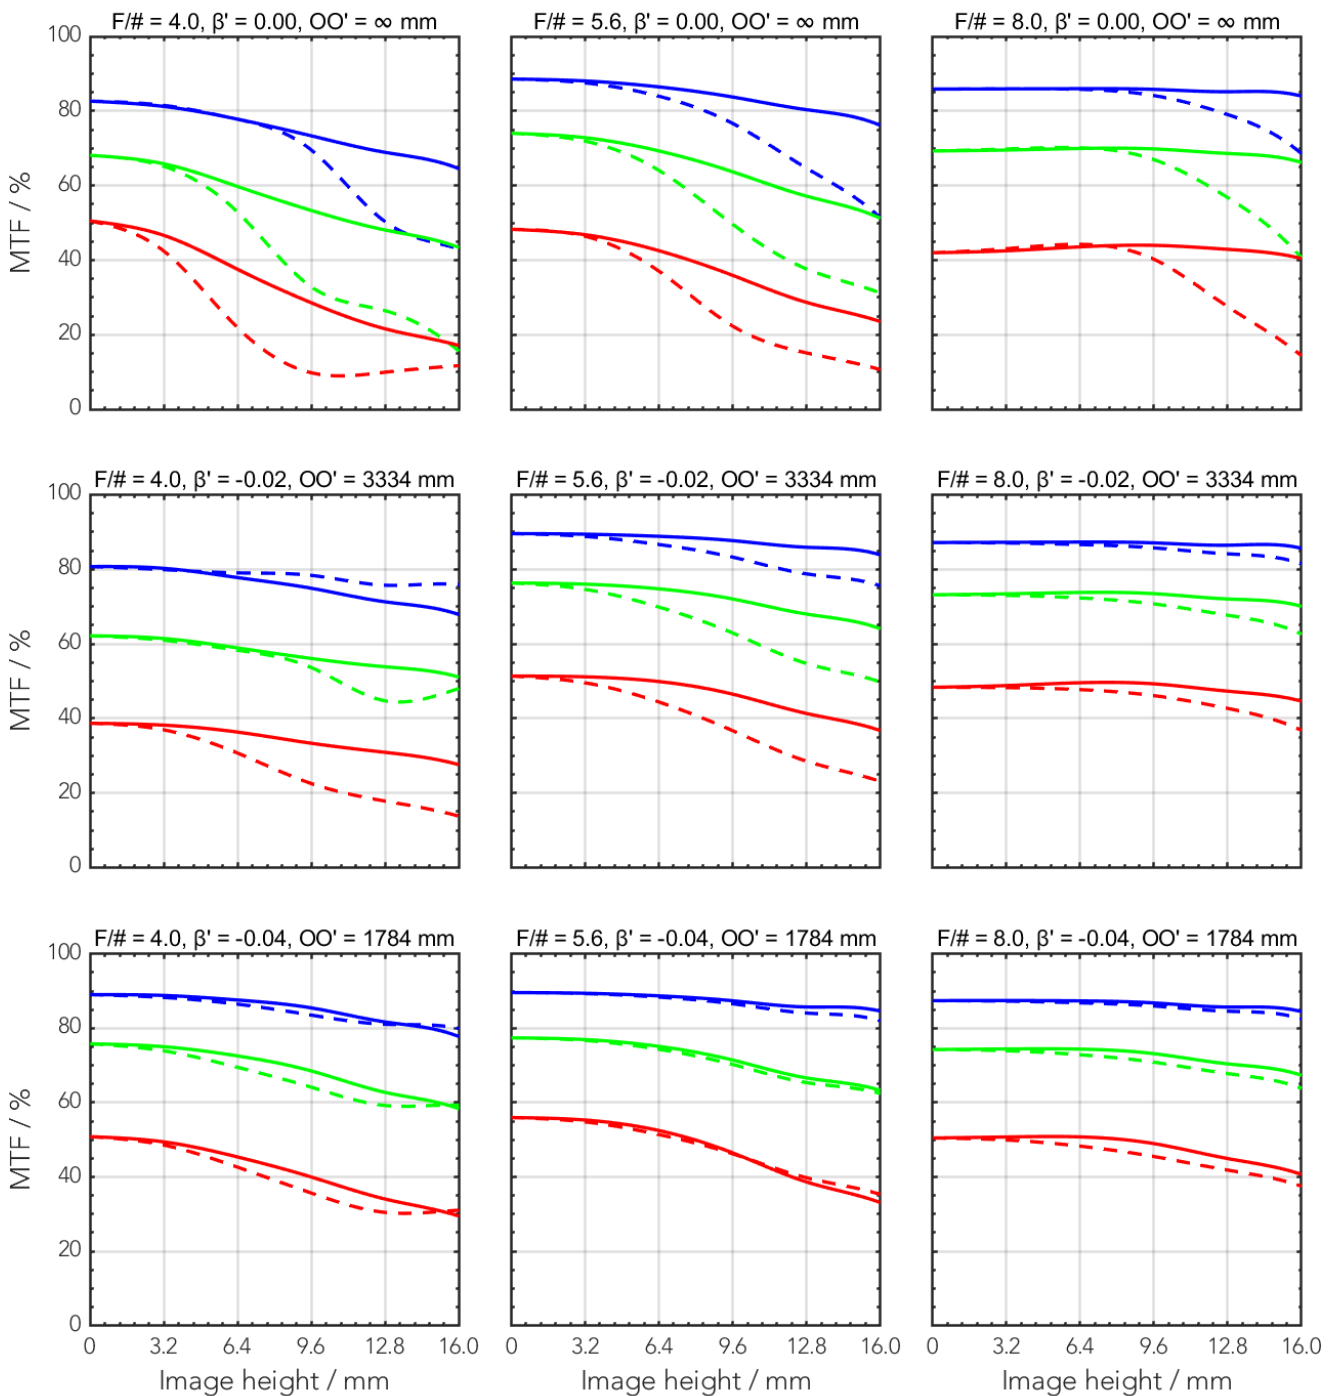 F/# = 4.0, β' = 0.00, OO' = ∞ mm
F/# = 5.6, β' = 0.00, OO' = ∞ mm
F/# = 8.0, β' = 0.00, OO' = ∞ mm
100
80
60
40
20
0
MTF / %
F/# = 4.0, β' = -0.02, OO' = 3334 mm
F/# = 5.6, β' = -0.02, OO' = 3334 mm
F/# = 8.0, β' = -0.02, OO' = 3334 mm
100
80
60
40
20
0
MTF / %
F/# = 4.0, β' = -0.04, OO' = 1784 mm
F/# = 5.6, β' = -0.04, OO' = 1784 mm
F/# = 8.0, β' = -0.04, OO' = 1784 mm
100
80
60
40
20
0
MTF / %
0 3.2 6.4 9.6 12.8 16.0
0 3.2 6.4 9.6 12.8 16.0
0 3.2 6.4 9.6 12.8 16.0
Image height / mm
Image height / mm
Image height / mm